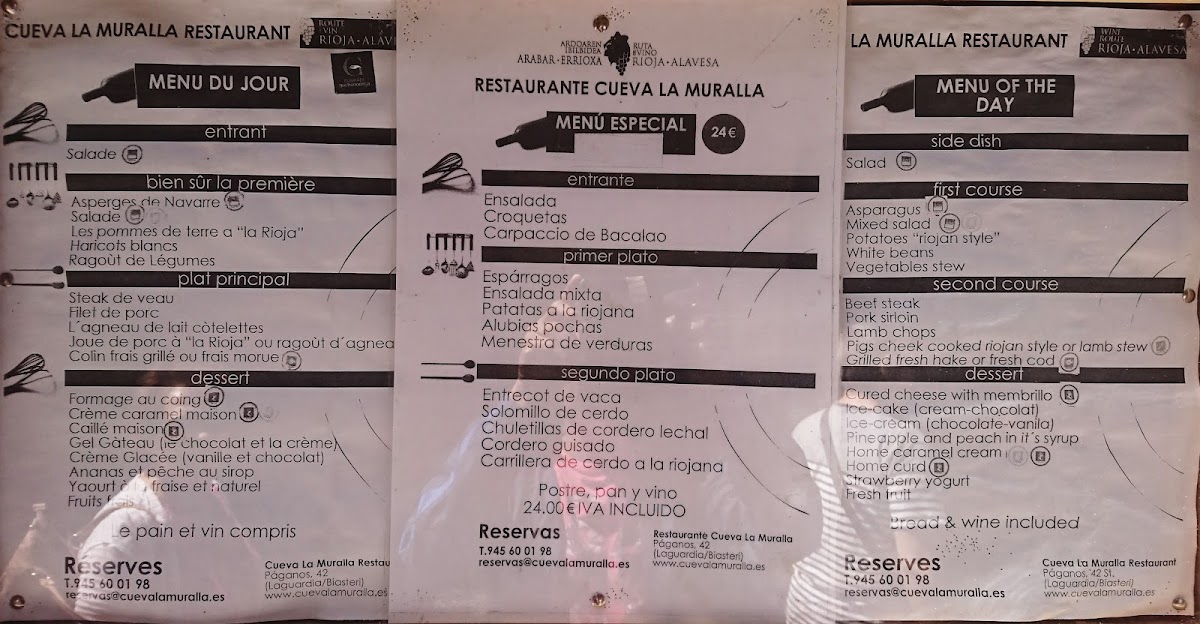 CUEVA LA MURALLA RESTAURANT
ROUTE
VIN
RIOJA·ALAV
MENU DU JOUR
entrant
Salade
bien sûr la première
Asperges de Navarre
Salade
Les pommes de terre a "la Rioja"
Haricots blancs
Ragoùt de Légumes
plat principal
Steak de veau
Filet de porc
L´agneau de lait còtelettes
Joue de porc à "la Rioja" ou ragoùt d´agnea
Colin frais grillé ou frais morue
dessert
Formage au coing
Crème caramel maison
Caillé maison
Gel Gàteau (le chocolat et la crème)
Crème Glacée (vanille et chocolat)
Ananas et pêche au sirop
Yaourt à la fraise et naturel
Fruits frais
Le pain et vin compris
Reserves
T.945 60 01 98
reservas@cuevalamuralla.es
Cueva La Muralla Restau
Páganos, 42
(Laguardia/Biasteri)
www.cuevalamuralla.es
ARDOAREN
IBILBIDEA
ARABAR·ERRIOXA
RUTA
del VINO
RIOJA·ALAVESA
RESTAURANTE CUEVA LA MURALLA
MENÚ ESPECIAL
24€
entrante
Ensalada
Croquetas
Carpaccio de Bacalao
primer plato
Espárragos
Ensalada mixta
Patatas a la riojana
Alubias pochas
Menestra de verduras
segundo plato
Entrecot de vaca
Solomillo de cerdo
Chuletillas de cordero lechal
Cordero guisado
Carrillera de cerdo a la riojana
Postre, pan y vino
24.00€ IVA INCLUIDO
Reservas
T.945 60 01 98
reservas@cuevalamuralla.es
Restaurante Cueva La Muralla
Páganos, 42
(Laguardia/Biasteri)
www.cuevalamuralla.es
LA MURALLA RESTAURANT
WINE
ROUTE
RIOJA·ALAVESA
MENU OF THE
DAY
side dish
Salad
first course
Asparagus
Mixed salad
Potatoes "riojan style"
White beans
Vegetables stew
second course
Beef steak
Pork sirloin
Lamb chops
Pigs cheek cooked riojan style or lamb stew
Grilled fresh hake or fresh cod
dessert
Cured cheese with membrillo
Ice-cake (cream-chocolat)
Ice-cream (chocolate-vanila)
Pineapple and peach in it´s syrup
Home caramel cream
Home curd
Strawberry yogurt
Fresh fruit
Bread & wine included
Reserves
T.945 60 01 98
reservas@cuevalamuralla.es
Cueva La Muralla Restaurant
Páganos, 42 St.
(Laguardia/Biasteri)
www.cuevalamuralla.es